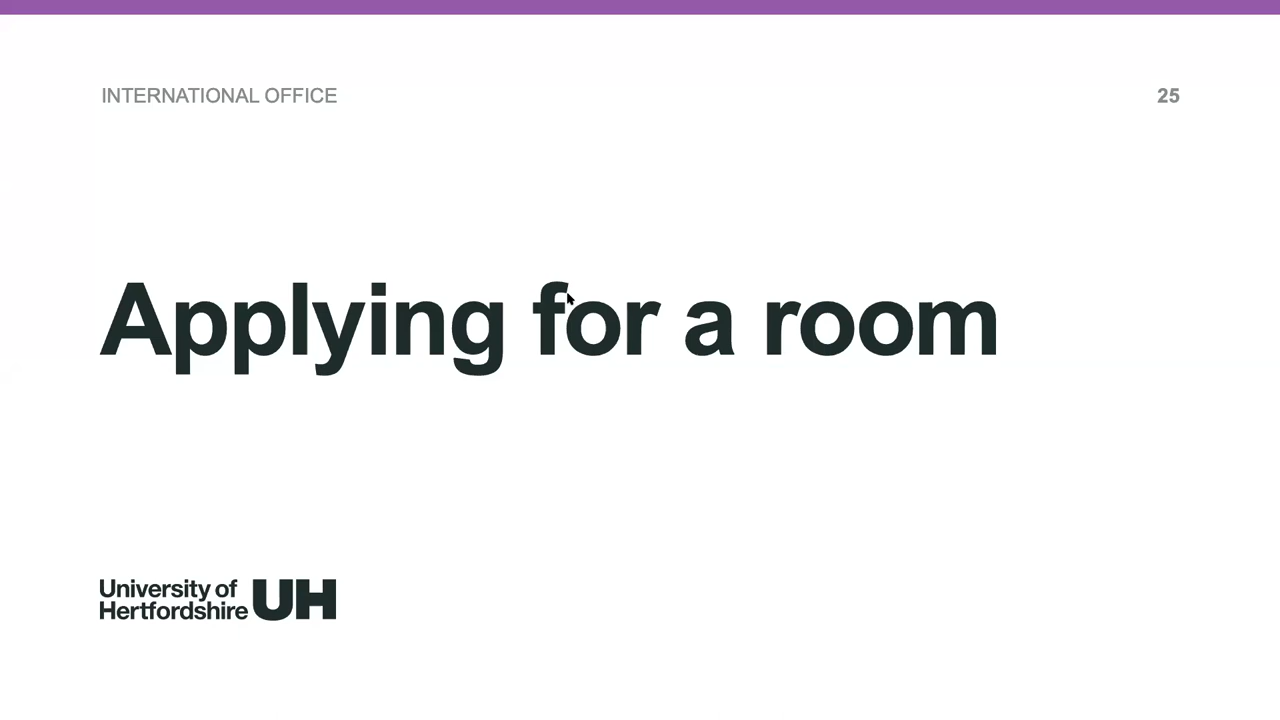 INTERNATIONAL OFFICE
25
Applying for a room
University of
Hertfordshire
UH